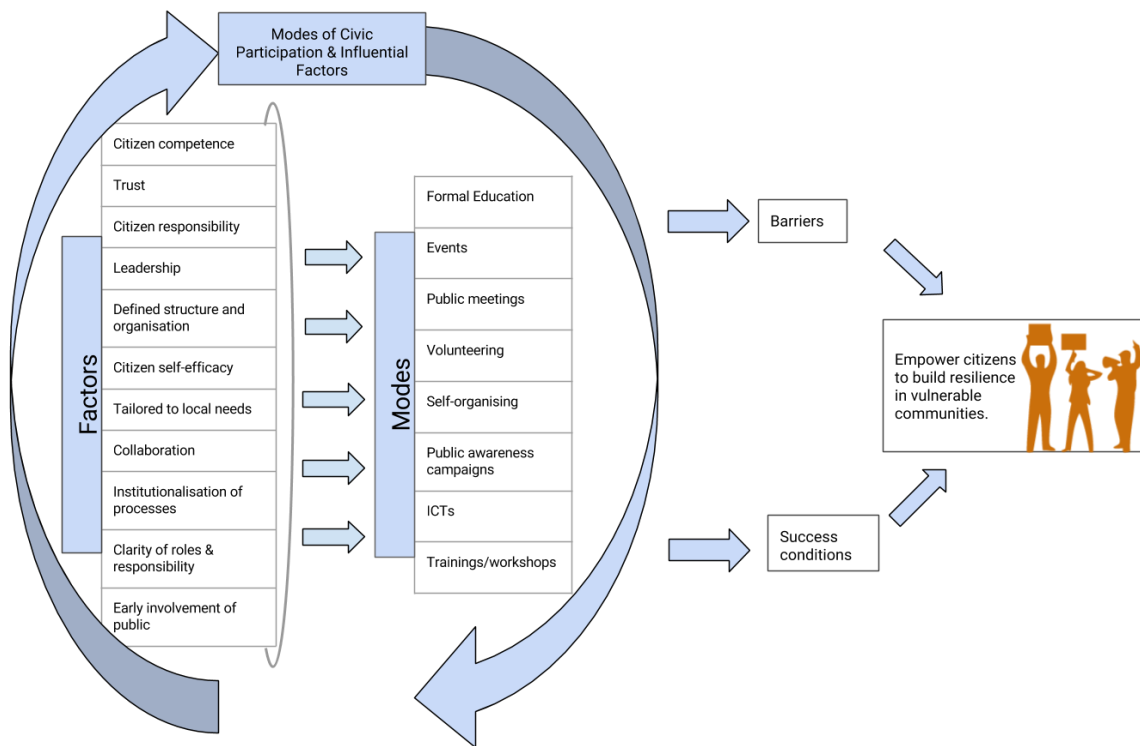 Modes of Civic
Participation & Influential
Factors
Factors
Citizen competence
Trust
Citizen responsibility
Leadership
Defined structure and
organisation
Citizen self-efficacy
Tailored to local needs
Collaboration
Institutionalisation of
processes
Clarity of roles &
responsibility
Early involvement of
public
Modes
Formal Education
Events
Public meetings
Volunteering
Self-organising
Public awareness
campaigns
ICTs
Trainings/workshops
Barriers
Success
conditions
Empower citizens
to build resilience
in vulnerable
communities.